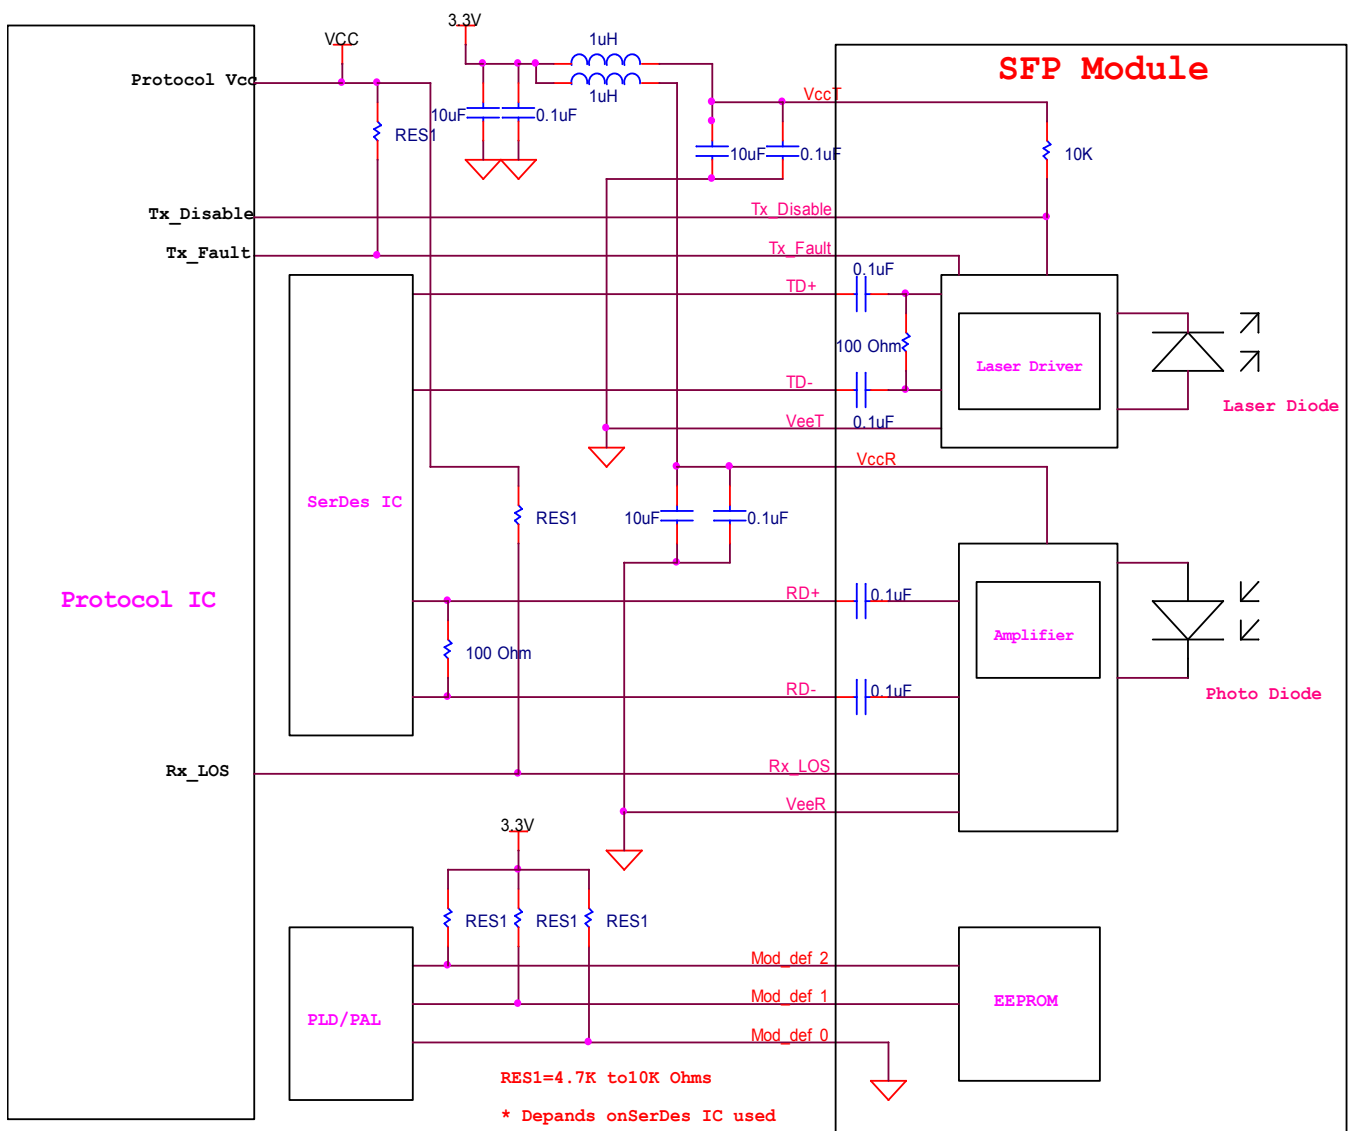 3.3V
VCC
1uH
SFP Module
Protocol Vcc
1uH
VccT
10uF
0.1uF
RES1
10uF
0.1uF
10K
Tx_Disable
Tx_Disable
Tx_Fault
Tx_Fault
0.1uF
TD+
100 Ohm
Laser Driver
TD-
Laser Diode
VeeT
0.1uF
VccR
SerDes IC
RES1
10uF
0.1uF
Protocol IC
RD+
0.1uF
Amplifier
100 Ohm
RD-
0.1uF
Photo Diode
Rx_LOS
Rx_LOS
VeeR
3.3V
RES1
RES1
RES1
Mod_def 2
Mod_def 1
EEPROM
PLD/PAL
Mod_def 0
RES1=4.7K to10K Ohms
* Depands onSerDes IC used